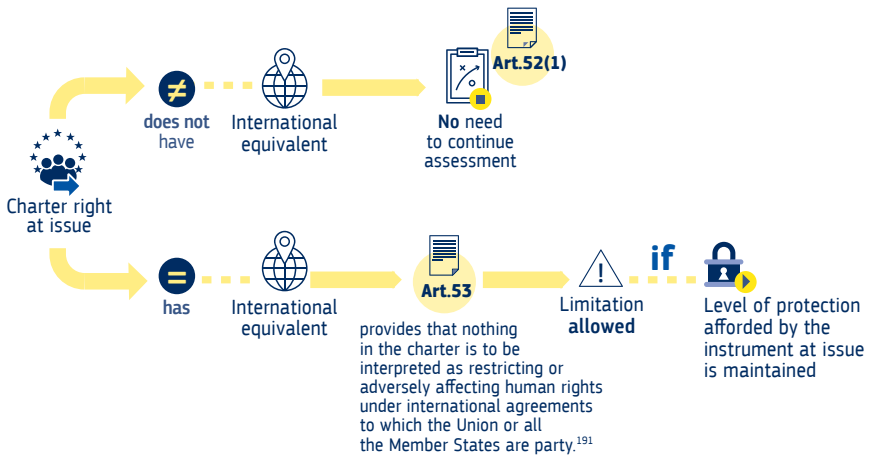 Charter right
at issue
≠
does not
have
International
equivalent
Art.52(1)
No need
to continue
assessment
=
has
International
equivalent
Art.53
provides that nothing
in the charter is to be
interpreted as restricting or
adversely affecting human rights
under international agreements
to which the Union or all
the Member States are party.¹⁹¹
!
Limitation
allowed
if
Level of protection
afforded by the
instrument at issue
is maintained